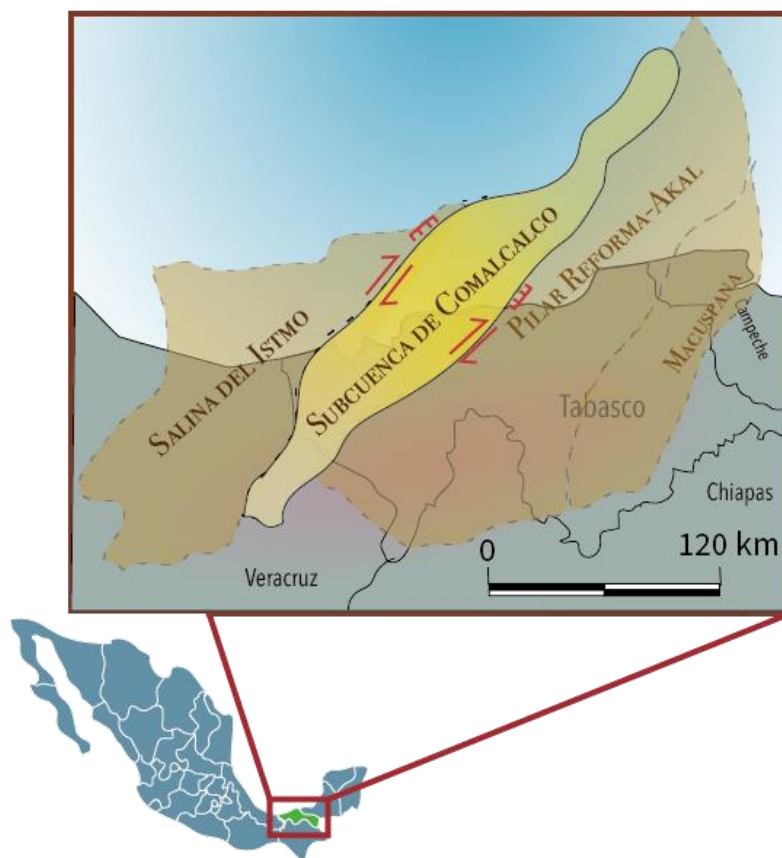 SALINA DEL ISTMO
SUBCUENCA DE COMALCALCO
PILAR REFORMA-AKAL
MACUSPANA
Campeche
Tabasco
Chiapas
Veracruz
0
120 km